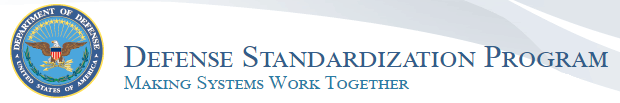 DEPARTMENT OF DEFENSE
UNITED STATES OF AMERICA
DEFENSE STANDARDIZATION PROGRAM
MAKING SYSTEMS WORK TOGETHER